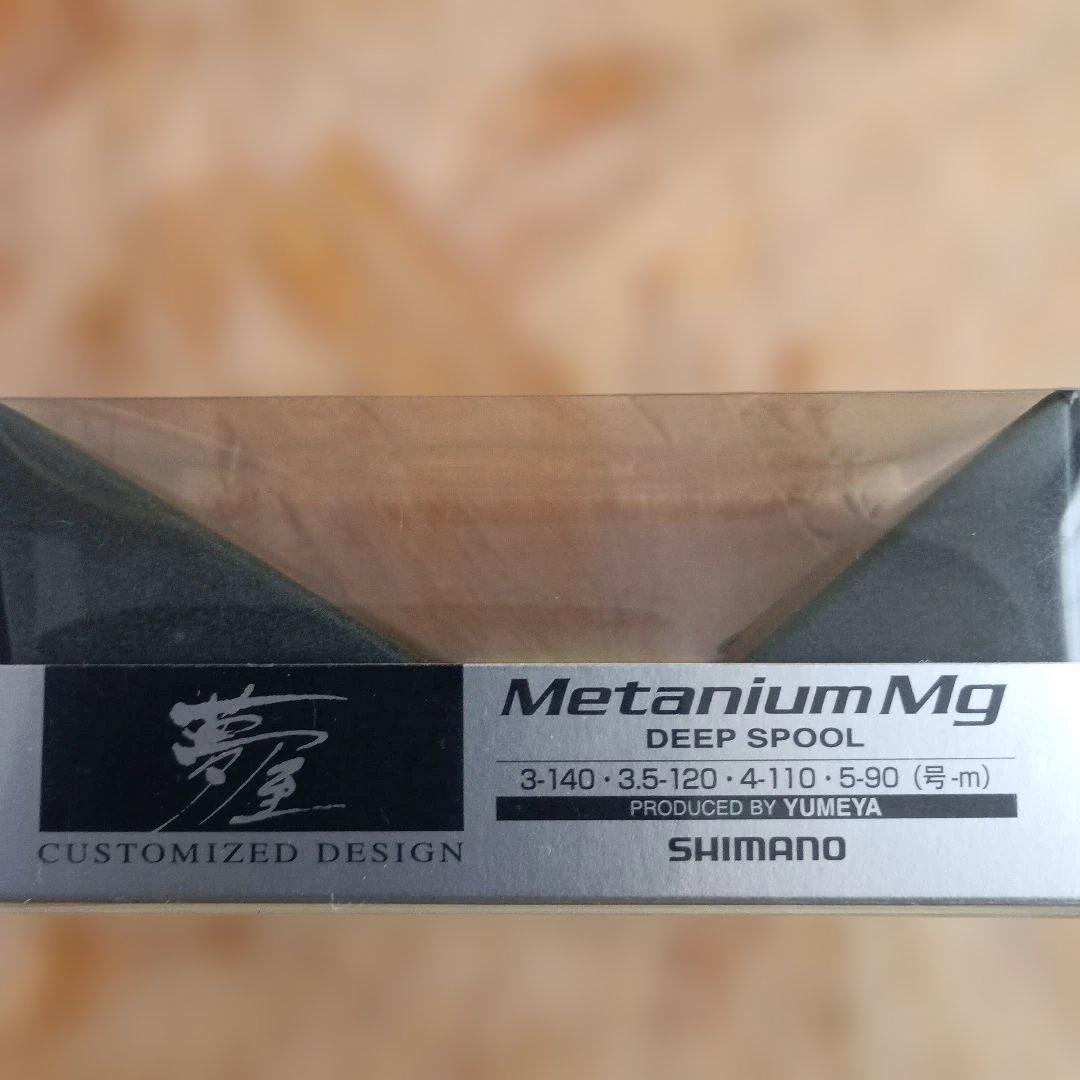 夢屋
CUSTOMIZED DESIGN
Metanium Mg
DEEP SPOOL
3-140・3.5-120・4-110・5-90（号-m）
PRODUCED BY YUMEYA
SHIMANO